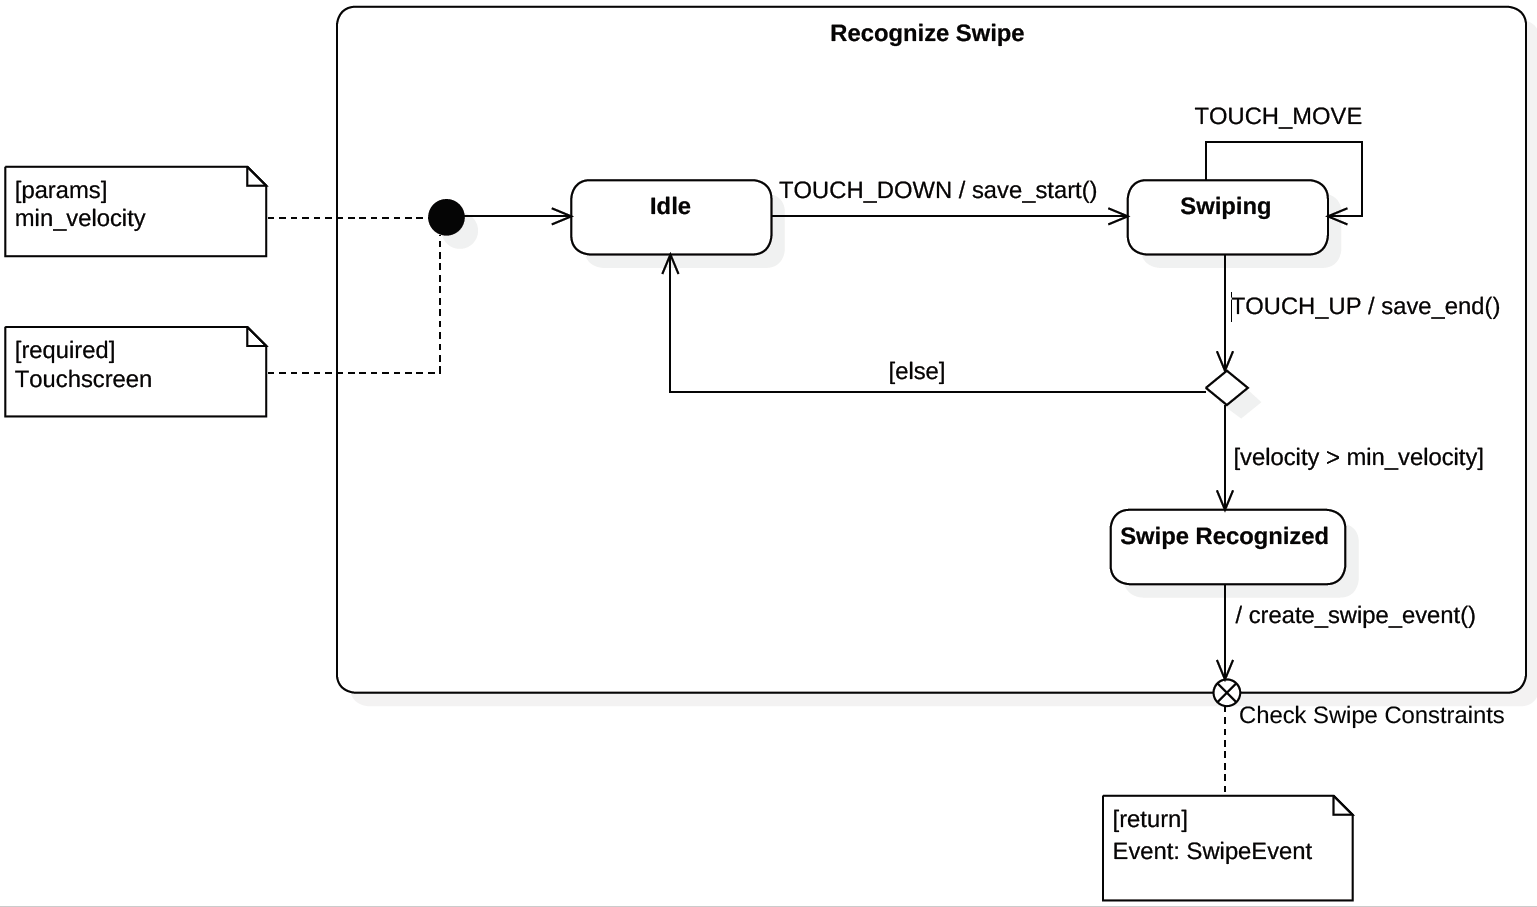 Recognize Swipe
TOUCH_MOVE
[params]
min_velocity
Idle
TOUCH_DOWN / save_start()
Swiping
[required]
Touchscreen
TOUCH_UP / save_end()
[else]
[velocity > min_velocity]
Swipe Recognized
/ create_swipe_event()
Check Swipe Constraints
[return]
Event: SwipeEvent